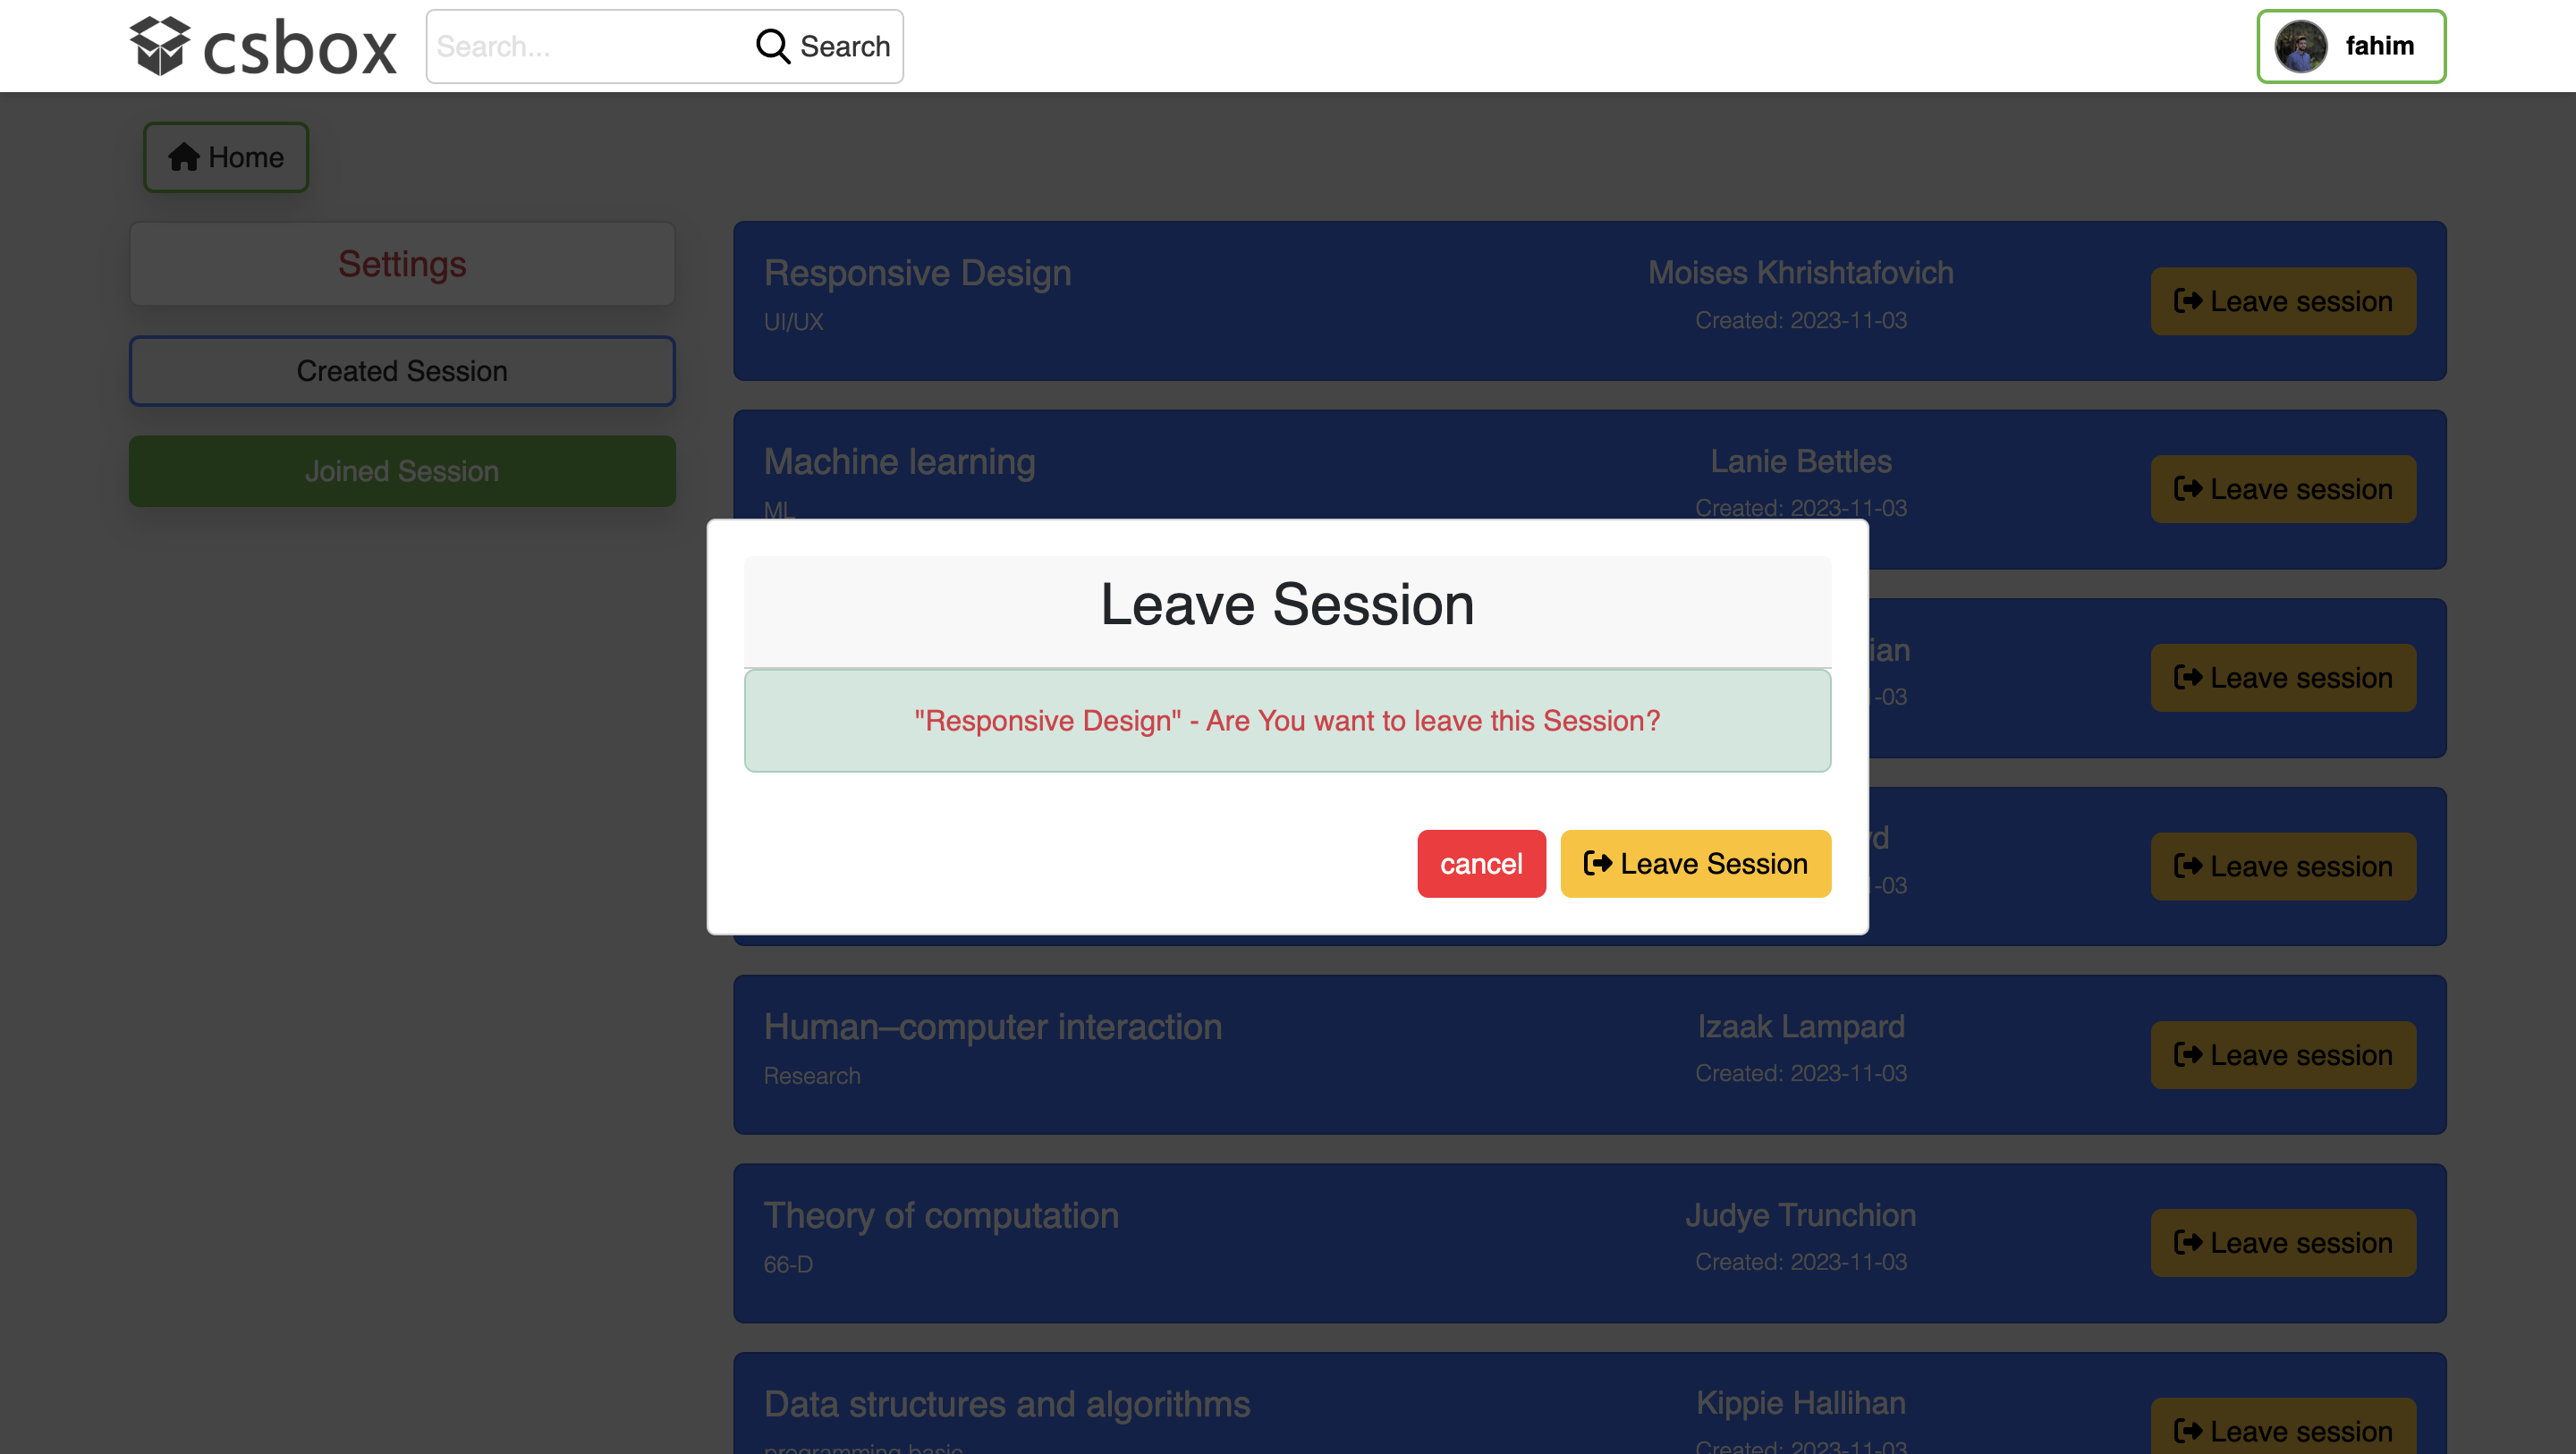 csbox
Search...
Search
fahim
Home
Settings
Created Session
Joined Session
Responsive Design
UI/UX
Moises Khrishtafovich
Created: 2023-11-03
Leave session
Machine learning
ML
Lanie Bettles
Created: 2023-11-03
Leave session
Leave session
Leave session
Leave Session
"Responsive Design" - Are You want to leave this Session?
cancel
Leave Session
Human–computer interaction
Research
Izaak Lampard
Created: 2023-11-03
Leave session
Theory of computation
66-D
Judye Trunchion
Created: 2023-11-03
Leave session
Data structures and algorithms
programming basic
Kippie Hallihan
Created: 2023-11-03
Leave session